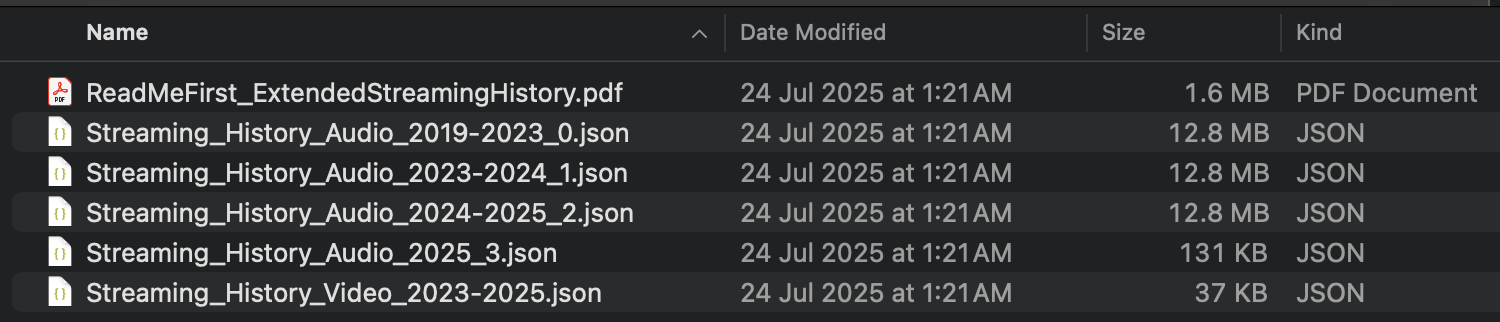 Name Date Modified Size Kind
ReadMeFirst_ExtendedStreamingHistory.pdf 24 Jul 2025 at 1:21 AM 1.6 MB PDF Document
Streaming_History_Audio_2019-2023_0.json 24 Jul 2025 at 1:21 AM 12.8 MB JSON
Streaming_History_Audio_2023-2024_1.json 24 Jul 2025 at 1:21 AM 12.8 MB JSON
Streaming_History_Audio_2024-2025_2.json 24 Jul 2025 at 1:21 AM 12.8 MB JSON
Streaming_History_Audio_2025_3.json 24 Jul 2025 at 1:21 AM 131 KB JSON
Streaming_History_Video_2023-2025.json 24 Jul 2025 at 1:21 AM 37 KB JSON